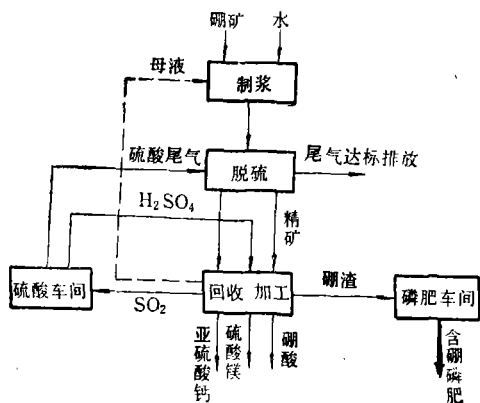 硼矿
水
母液
制浆
硫酸尾气
尾气达标排放
脱硫
H₂SO₄
精矿
硫酸车间
SO₂
回收 加工
硼渣
磷肥车间
亚硫酸钙
硫酸镁
硼酸
含硼磷肥